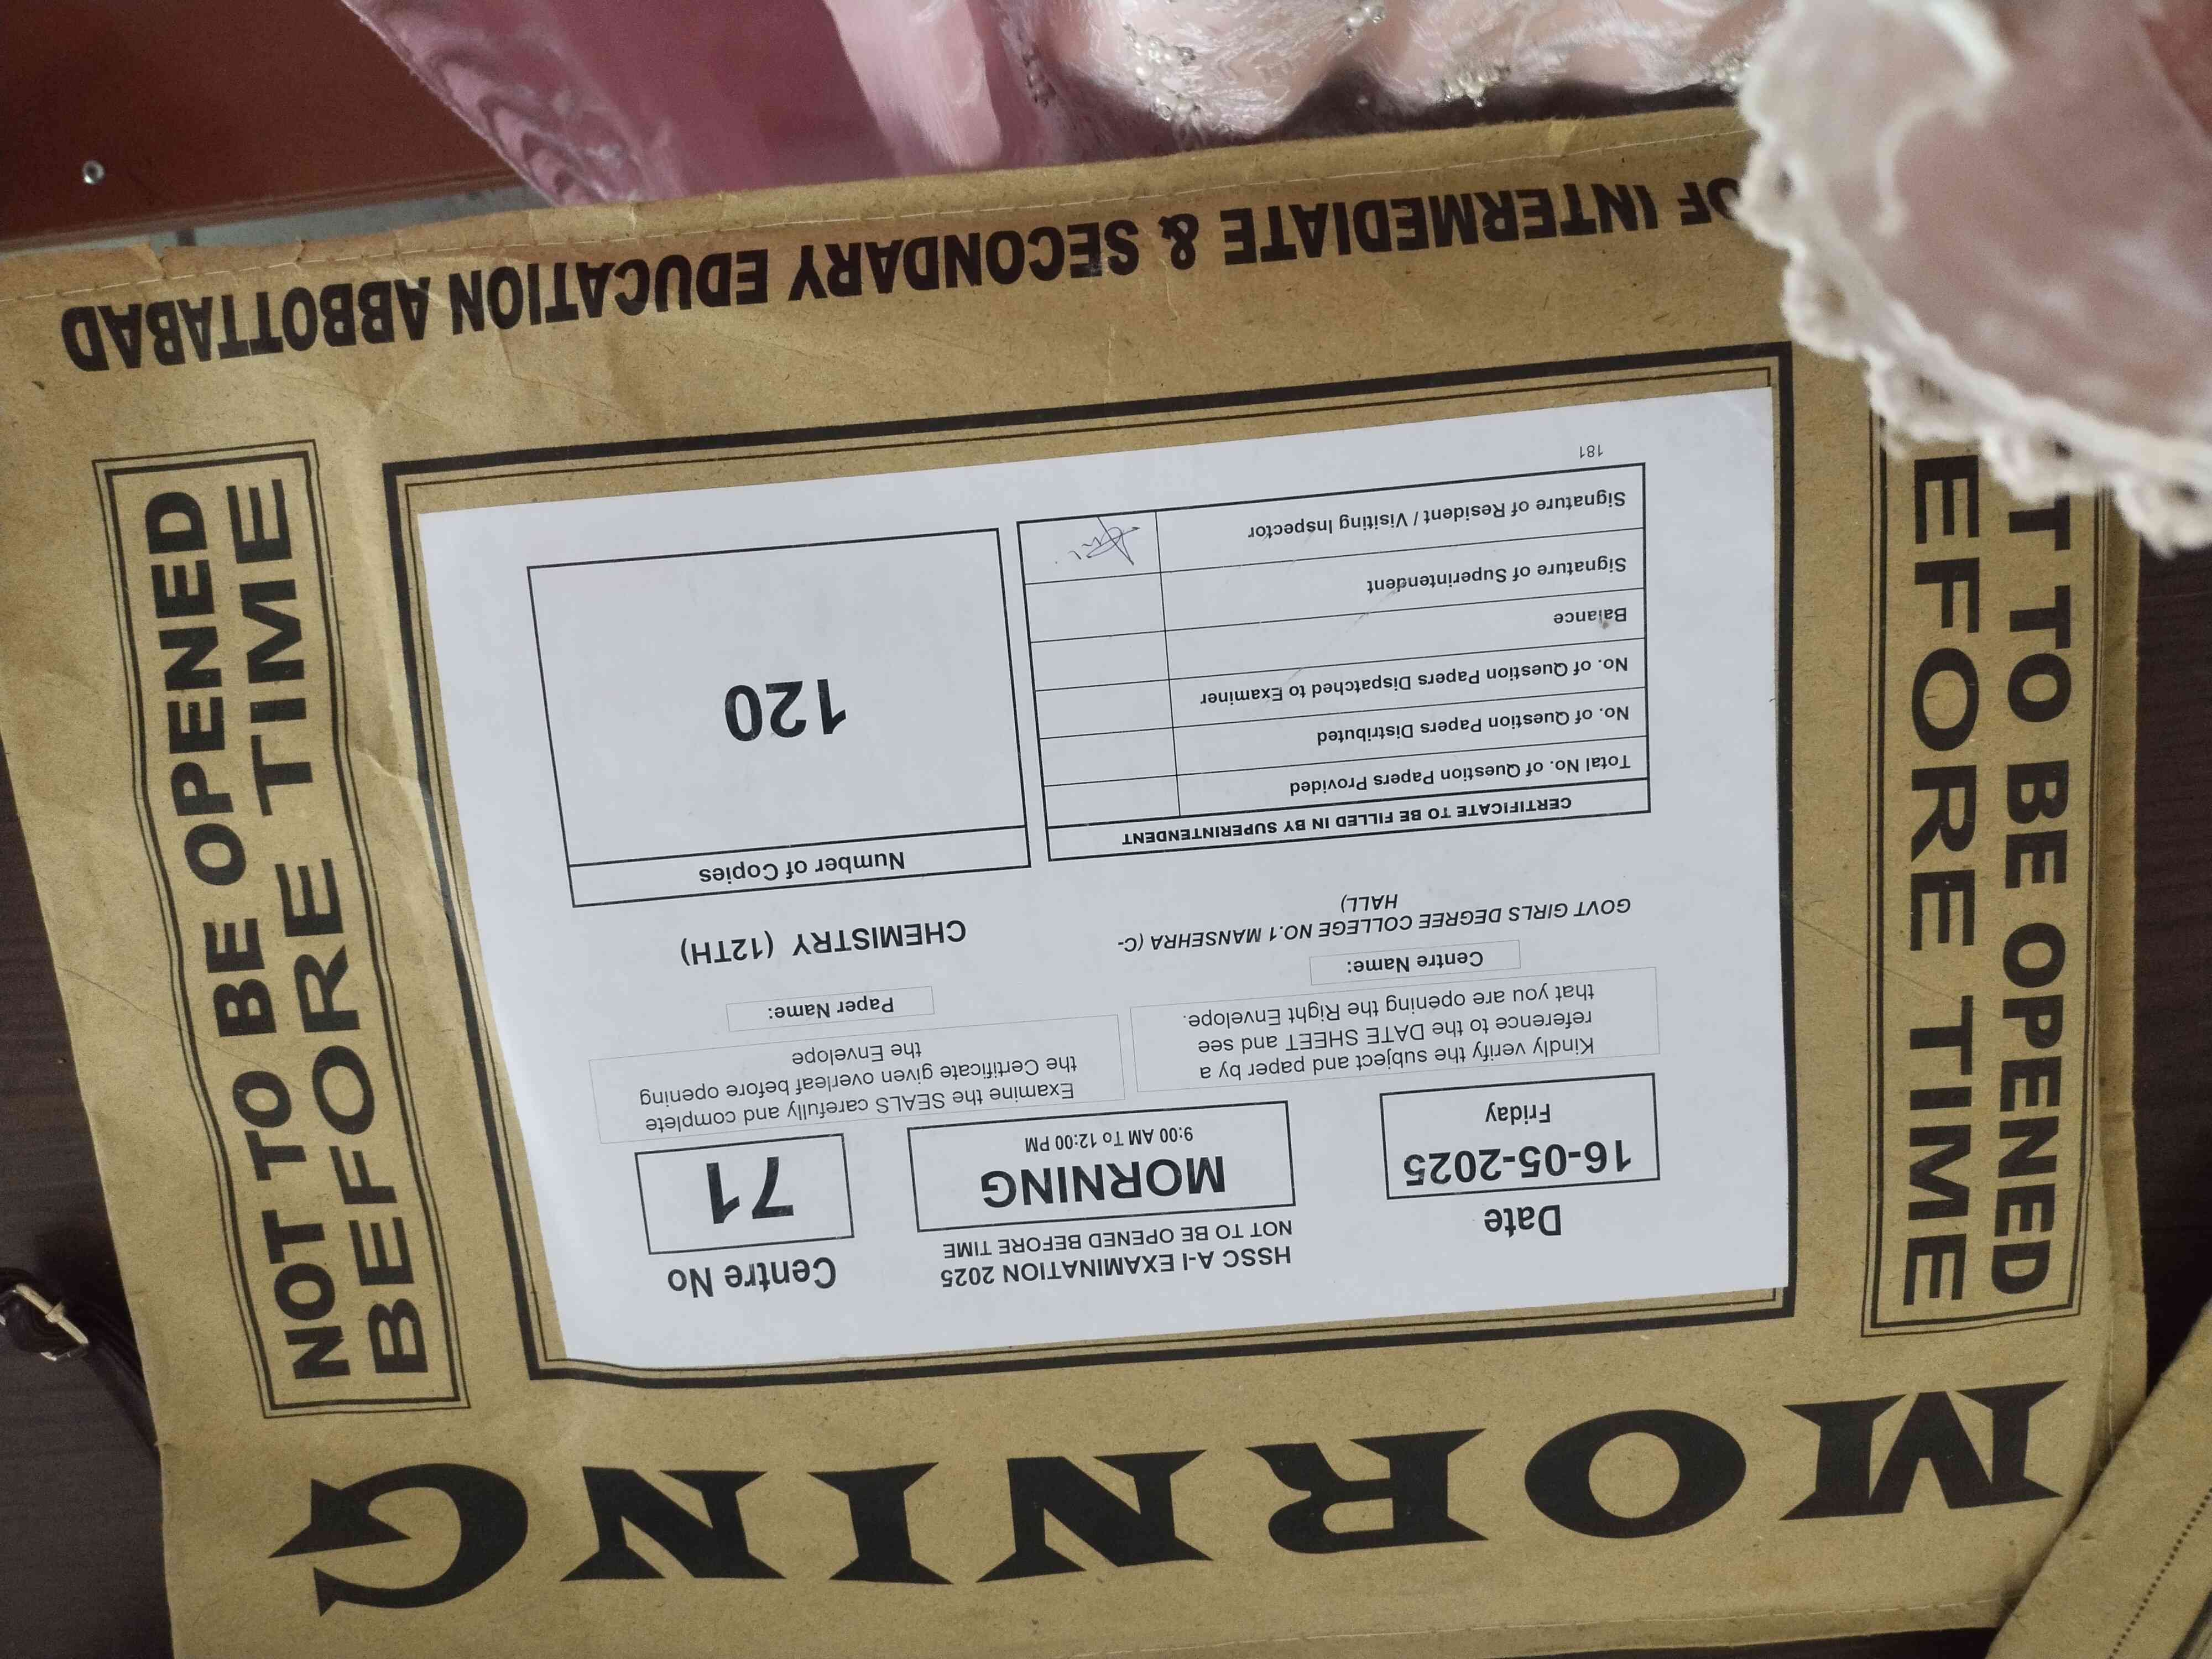 MORNING
NOT TO BE OPENED
BEFORE TIME
T TO BE OPENED
EFORE TIME
Date
16-05-2025
Friday
HSSC A-I EXAMINATION 2025
NOT TO BE OPENED BEFORE TIME
MORNING
9:00 AM To 12:00 PM
Centre No
71
Kindly verify the subject and paper by a
reference to the DATE SHEET and see
that you are opening the Right Envelope.
Examine the SEALS carefully and complete
the Certificate given overleaf before opening
the Envelope
Centre Name:
GOVT GIRLS DEGREE COLLEGE NO.1 MANSEHRA (C-
HALL)
Paper Name:
CHEMISTRY (12TH)
CERTIFICATE TO BE FILLED IN BY SUPERINTENDENT
Total No. of Question Papers Provided
No. of Question Papers Distributed
No. of Question Papers Dispatched to Examiner
Balance
Signature of Superintendent
Signature of Resident / Visiting Inspector
Number of Copies
120
181
OF INTERMEDIATE & SECONDARY EDUCATION ABBOTTABAD